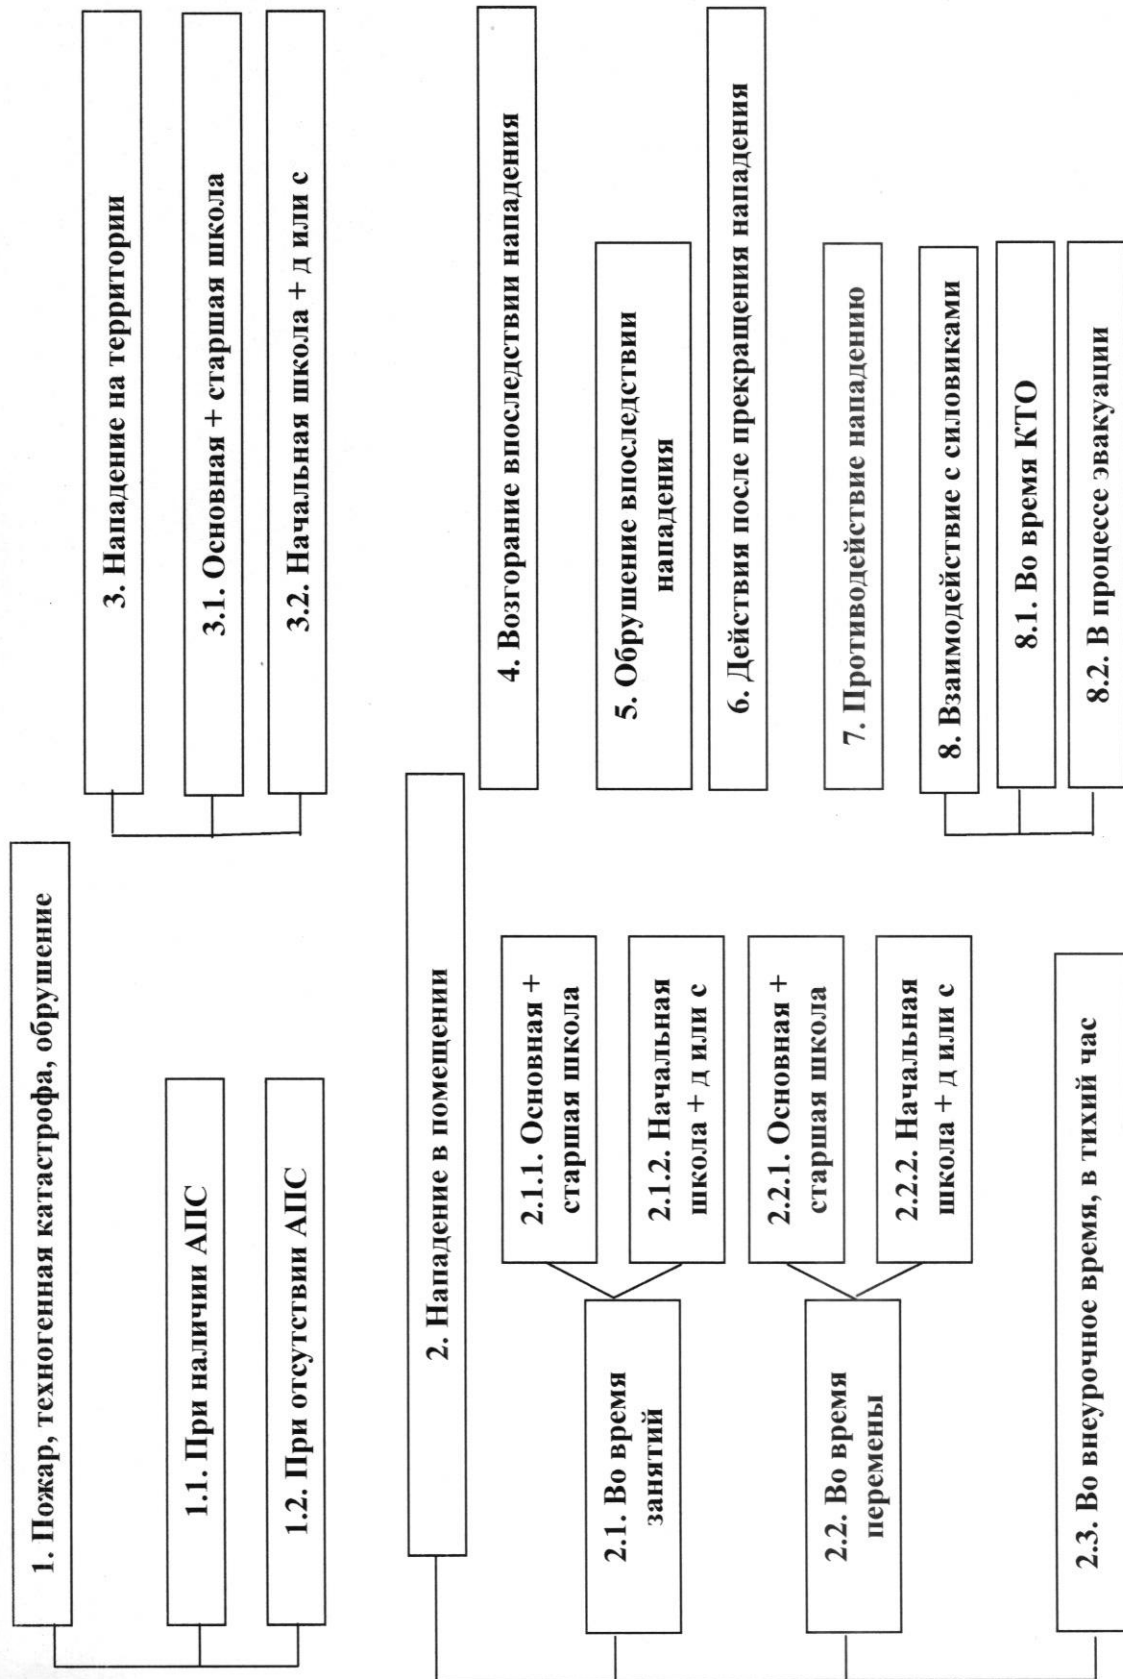 1. Пожар, техногенная катастрофа, обрушение
1.1. При наличии АПС
1.2. При отсутствии АПС
2. Нападение в помещении
2.1. Во время
занятий
2.1.1. Основная +
старшая школа
2.1.2. Начальная
школа + д или с
2.2. Во время
перемены
2.2.1. Основная +
старшая школа
2.2.2. Начальная
школа + д или с
2.3. Во внеурочное время, в тихий час
3. Нападение на территории
3.1. Основная + старшая школа
3.2. Начальная школа + д или с
4. Возгорание впоследствии нападения
5. Обрушение впоследствии
нападения
6. Действия после прекращения нападения
7. Противодействие нападению
8. Взаимодействие с силовиками
8.1. Во время КТО
8.2. В процессе эвакуации